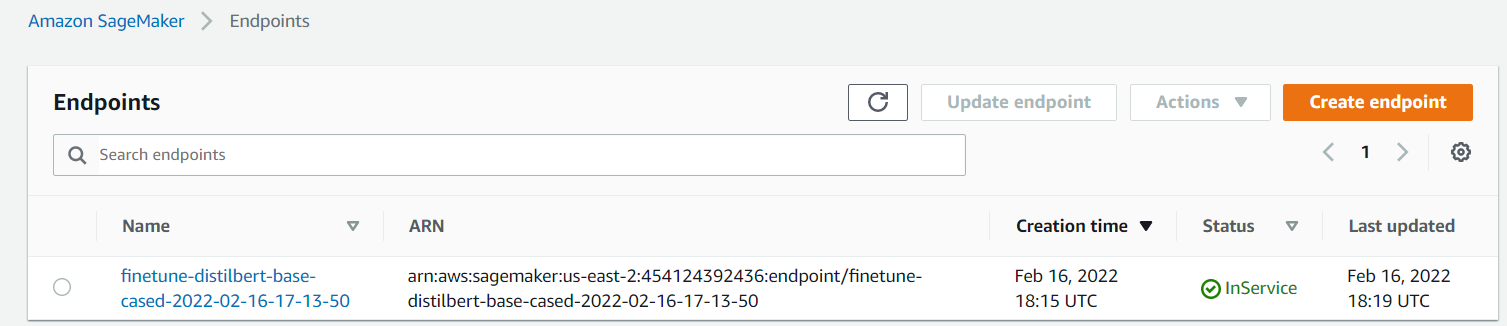 Amazon SageMaker > Endpoints
Endpoints
Update endpoint
Actions
Create endpoint
Search endpoints
1
Name ARN Creation time Status Last updated
finetune-distilbert-base- arn:aws:sagemaker:us-east-2:454124392436:endpoint/finetune- Feb 16, 2022 InService Feb 16, 2022
cased-2022-02-16-17-13-50 distilbert-base-cased-2022-02-16-17-13-50 18:15 UTC 18:19 UTC